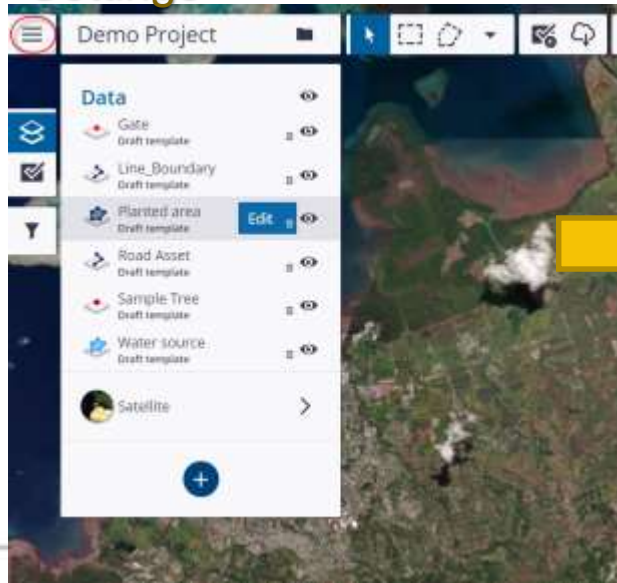 Demo Project
Data
Gate
Draft template
Line_Boundary
Draft template
Planted area
Draft template
Edit
Road Asset
Draft template
Sample Tree
Draft template
Water source
Draft template
Satellite